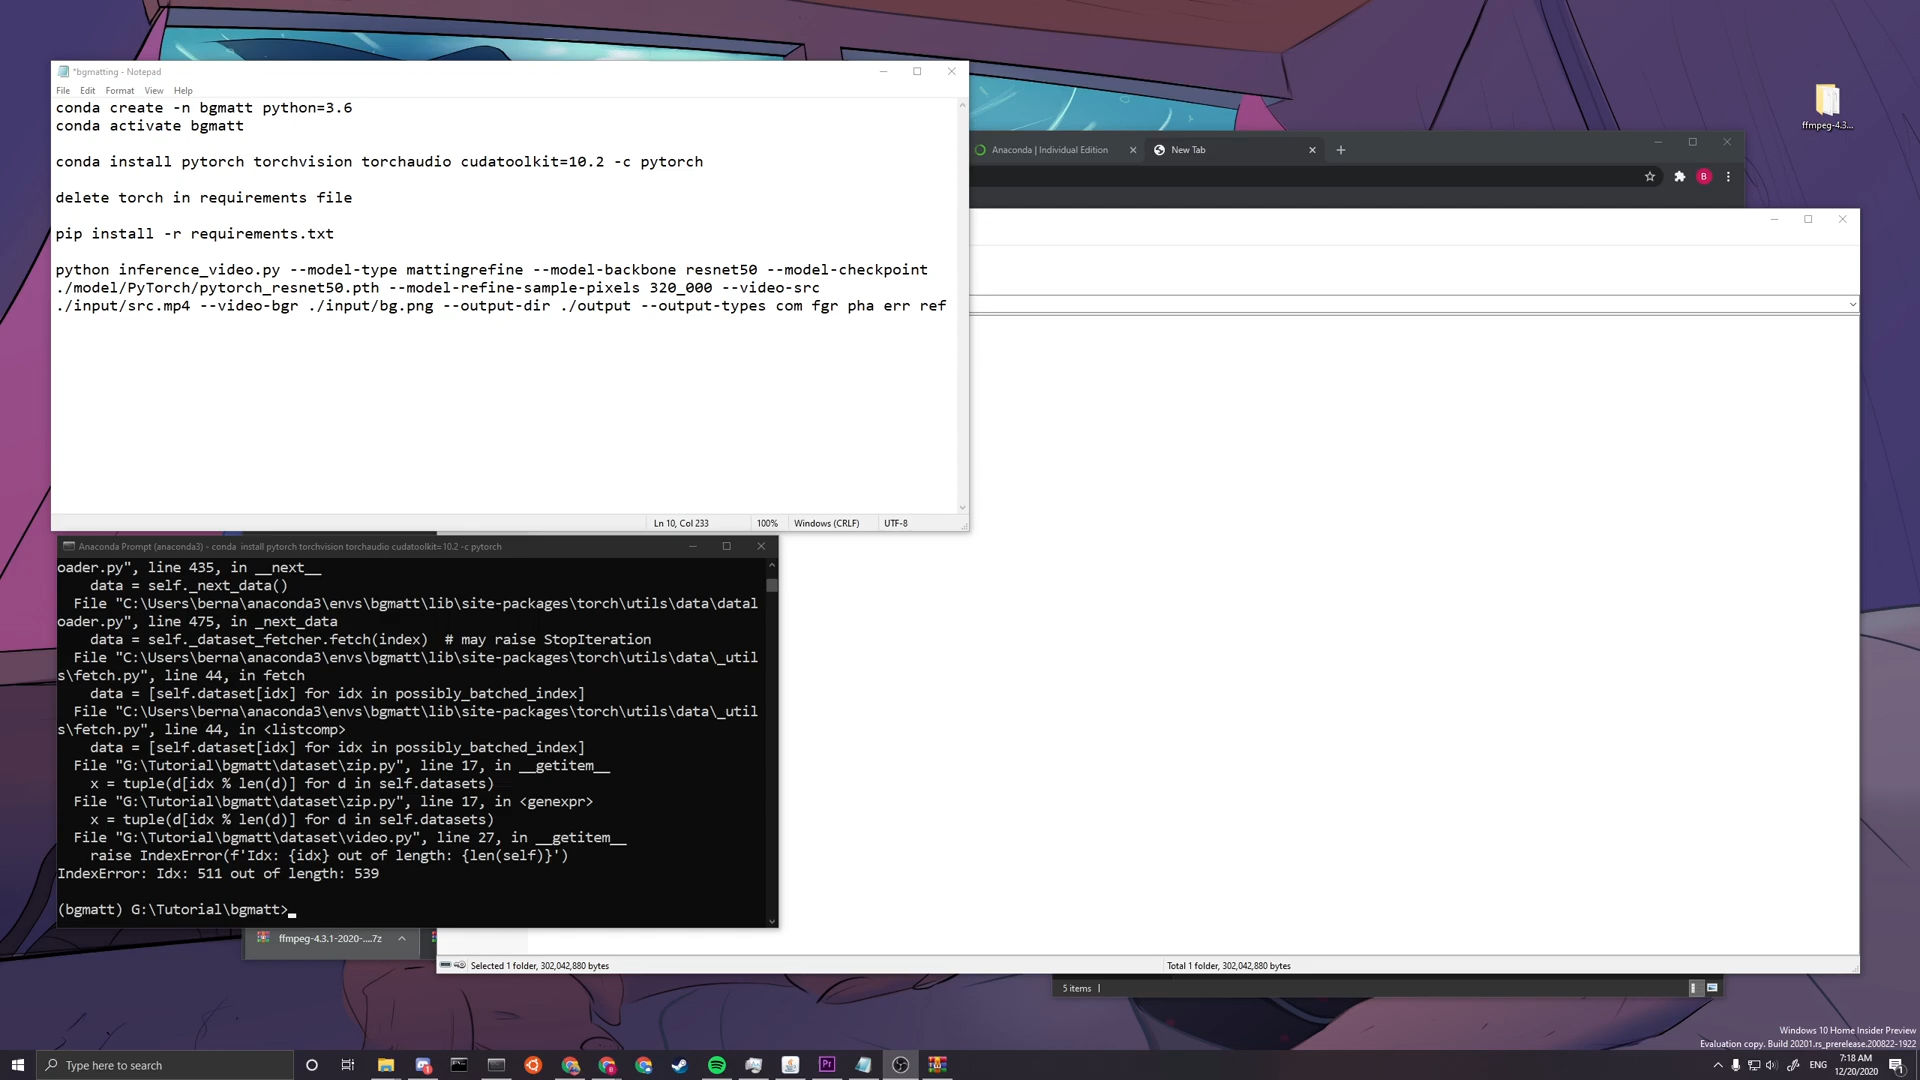 *bgmatting - Notepad
File Edit Format View Help
conda create -n bgmatt python=3.6
conda activate bgmatt
conda install pytorch torchvision torchaudio cudatoolkit=10.2 -c pytorch
delete torch in requirements file
pip install -r requirements.txt
python inference_video.py --model-type mattingrefine --model-backbone resnet50 --model-checkpoint
./model/PyTorch/pytorch_resnet50.pth --model-refine-sample-pixels 320_000 --video-src
./input/src.mp4 --video-bgr ./input/bg.png --output-dir ./output --output-types com fgr pha err ref
Ln 10, Col 233 100% Windows (CRLF) UTF-8
ffmpeg-4.3...
Anaconda | Individual Edition New Tab
B
Anaconda Prompt (anaconda3) - conda install pytorch torchvision torchaudio cudatoolkit=10.2 -c pytorch
oader.py", line 435, in __next__
data = self._next_data()
File "C:\Users\berna\anaconda3\envs\bgmatt\lib\site-packages\torch\utils\data\datal
oader.py", line 475, in _next_data
data = self._dataset_fetcher.fetch(index) # may raise StopIteration
File "C:\Users\berna\anaconda3\envs\bgmatt\lib\site-packages\torch\utils\data\_util
s\fetch.py", line 44, in fetch
data = [self.dataset[idx] for idx in possibly_batched_index]
File "C:\Users\berna\anaconda3\envs\bgmatt\lib\site-packages\torch\utils\data\_util
s\fetch.py", line 44, in <listcomp>
data = [self.dataset[idx] for idx in possibly_batched_index]
File "G:\Tutorial\bgmatt\dataset\zip.py", line 17, in __getitem__
x = tuple(d[idx % len(d)] for d in self.datasets)
File "G:\Tutorial\bgmatt\dataset\zip.py", line 17, in <genexpr>
x = tuple(d[idx % len(d)] for d in self.datasets)
File "G:\Tutorial\bgmatt\dataset\video.py", line 27, in __getitem__
raise IndexError(f'Idx: {idx} out of length: {len(self)}')
IndexError: Idx: 511 out of length: 539
(bgmatt) G:\Tutorial\bgmatt>
ffmpeg-4.3.1-2020-....7z
Selected 1 folder, 302,042,880 bytes Total 1 folder, 302,042,880 bytes
5 items
Windows 10 Home Insider Preview
Evaluation copy. Build 20201.rs_prerelease.200822-1922
Type here to search
Pr
ENG
7:18 AM
12/20/2020
1